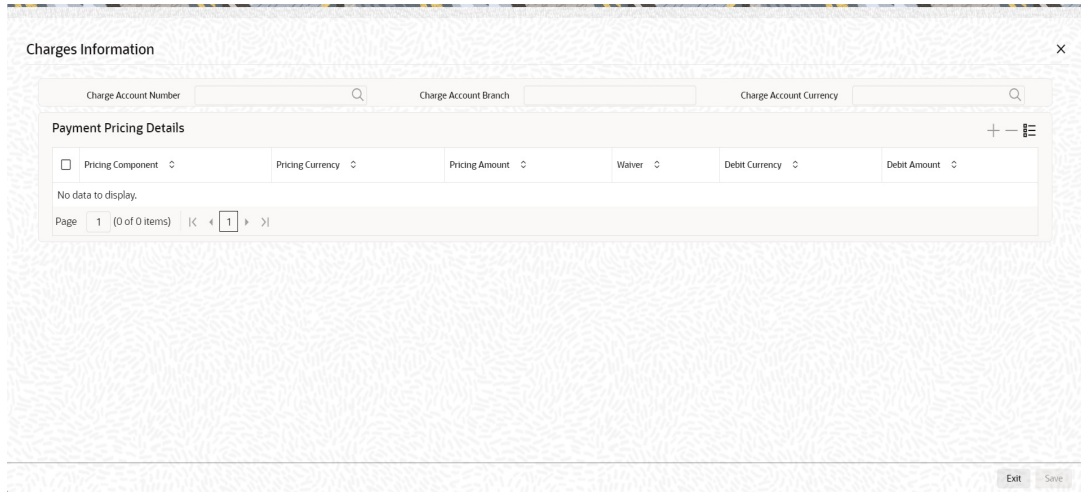 Charges Information
Charge Account Number Charge Account Branch Charge Account Currency
Payment Pricing Details
Pricing Component Pricing Currency Pricing Amount Waiver Debit Currency Debit Amount
No data to display.
Page 1 (0 of 0 items) 1
Exit Save